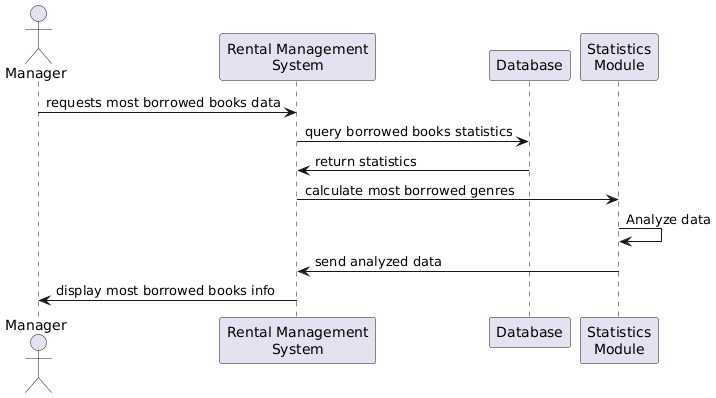 Manager
Rental Management
System
Database
Statistics
Module
requests most borrowed books data
query borrowed books statistics
return statistics
calculate most borrowed genres
Analyze data
send analyzed data
display most borrowed books info
Manager
Rental Management
System
Database
Statistics
Module